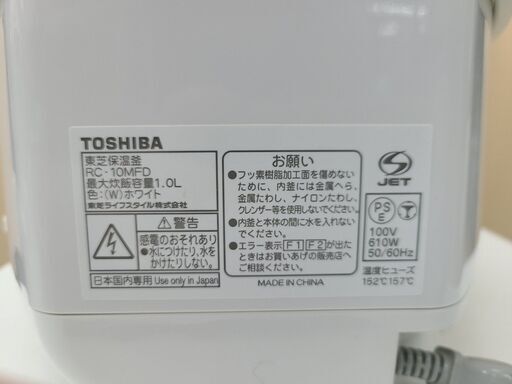 TOSHIBA
東芝保温釜
RC-10MFD
最大炊飯容量1.0L
色:(W)ホワイト
東芝ライフスタイル株式会社
警告
感電のおそれあり
●水につけたり、水を
かけたりしない。
日本国内専用 Use only in Japan
お願い
●フッ素樹脂加工面を傷めない
ために、内釜には金属へら、
金属たわし、ナイロンたわし、
クレンザー等を使用しないでください。
●内釜と本体の間に水を入れない
でください。
●エラー表示 F1 F2 が出た
ときはお買いあげの販売店へ
ご相談ください。
MADE IN CHINA
S
JET
PS
E
100V
610W
50/60Hz
温度ヒューズ
152℃157℃